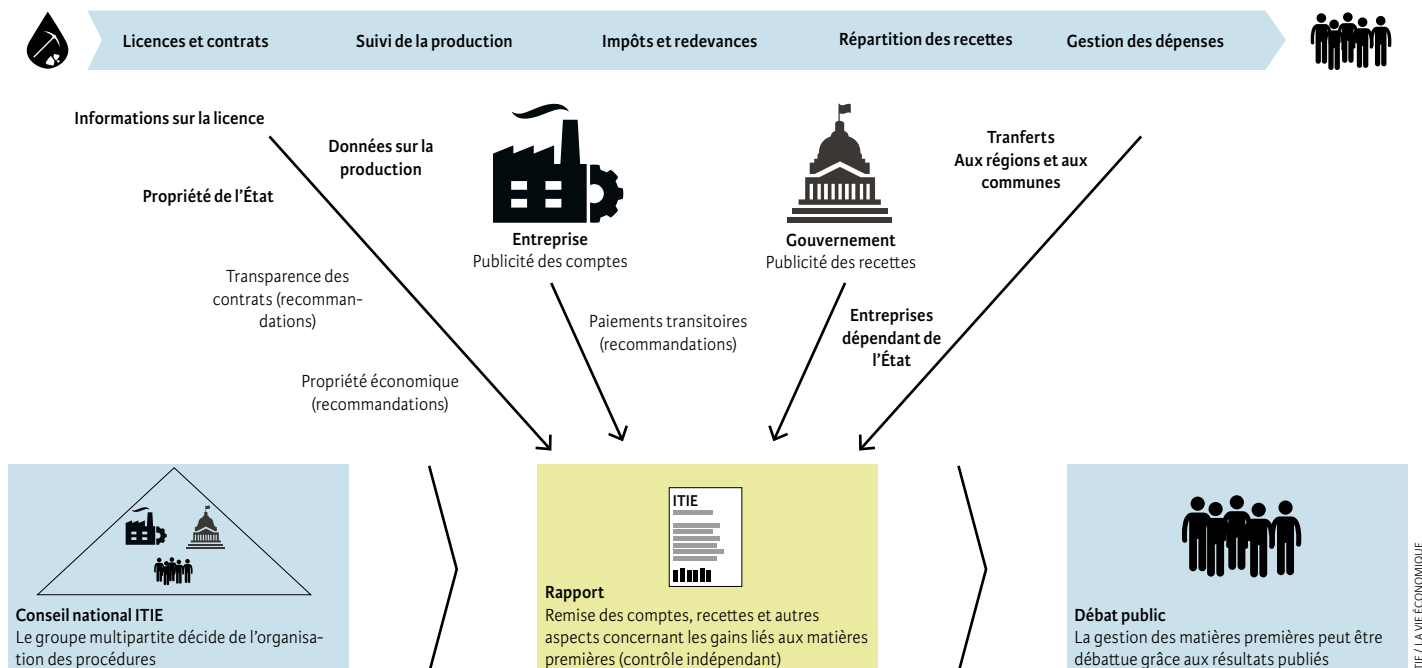 Licences et contrats
Suivi de la production
Impôts et redevances
Répartition des recettes
Gestion des dépenses
Informations sur la licence
Propriété de l'État
Transparence des
contrats (recomman-
dations)
Propriété économique
(recommandations)
Données sur la
production
Entreprise
Publicité des comptes
Paiements transitoires
(recommandations)
Gouvernement
Publicité des recettes
Entreprises
dépendant de
l'État
Tranferts
Aux régions et aux
communes
Conseil national ITIE
Le groupe multipartite décide de l'organisa-
tion des procédures
ITIE
Rapport
Remise des comptes, recettes et autres
aspects concernant les gains liés aux matières
premières (contrôle indépendant)
Débat public
La gestion des matières premières peut être
débattue grâce aux résultats publiés
ITIE / LA VIE ÉCONOMIQUE